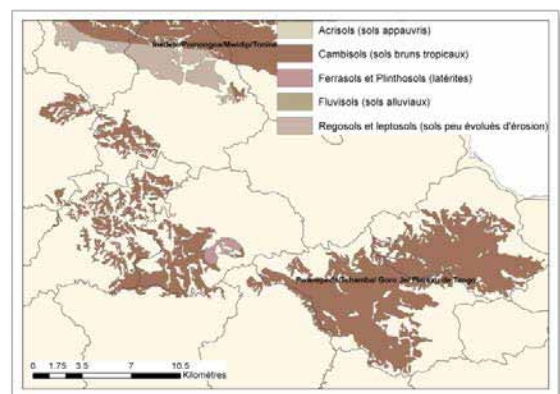 Acrisols (sols appauvris)
Cambisols (sols bruns tropicaux)
Ferrasols et Plinthosols (latérites)
Fluvisols (sols alluviaux)
Regosols et leptosols (sols peu évolués d'érosion)
0 1.75 3.5 7 10.5
Kilomètres